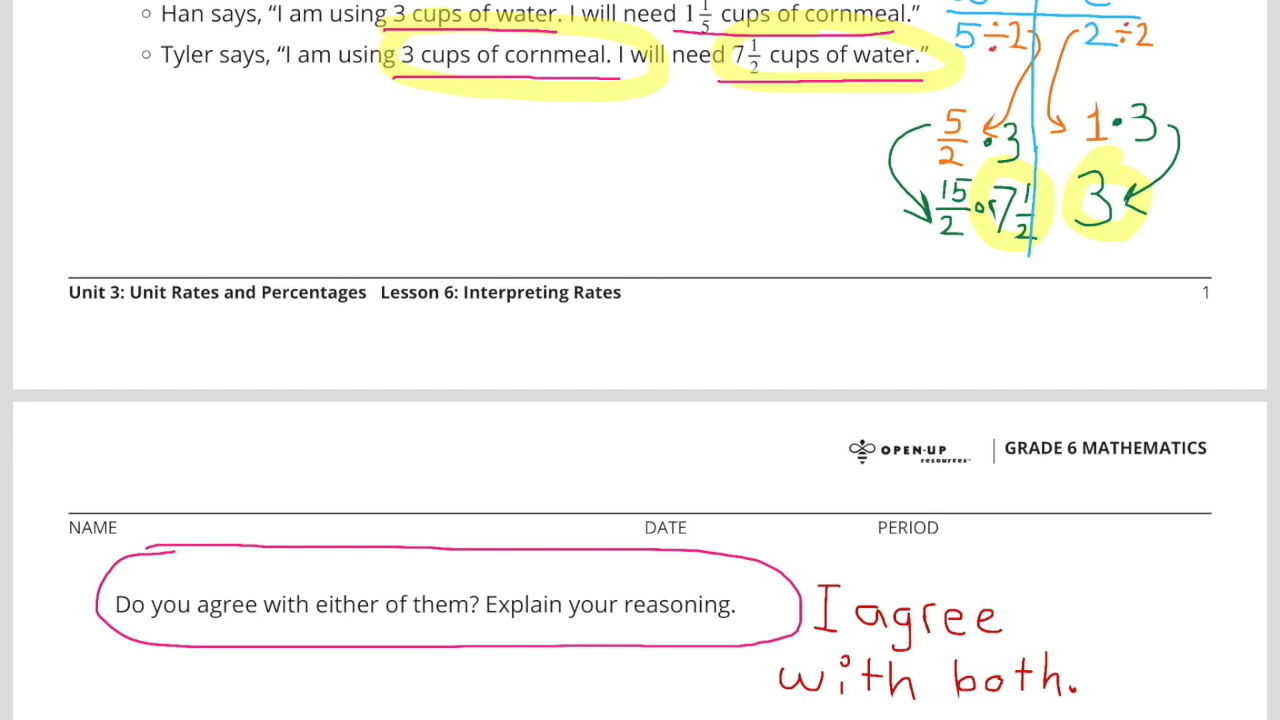 ◦ Han says, “I am using 3 cups of water. I will need 1 1/5 cups of cornmeal.”
◦ Tyler says, “I am using 3 cups of cornmeal. I will need 7 1/2 cups of water.”
5 ÷ 2 2 ÷ 2
5/2 · 3 1 · 3
15/2 or 7 1/2 3
Unit 3: Unit Rates and Percentages Lesson 6: Interpreting Rates 1
OPEN-UP resources™ GRADE 6 MATHEMATICS
NAME DATE PERIOD
Do you agree with either of them? Explain your reasoning.
I agree
with both.